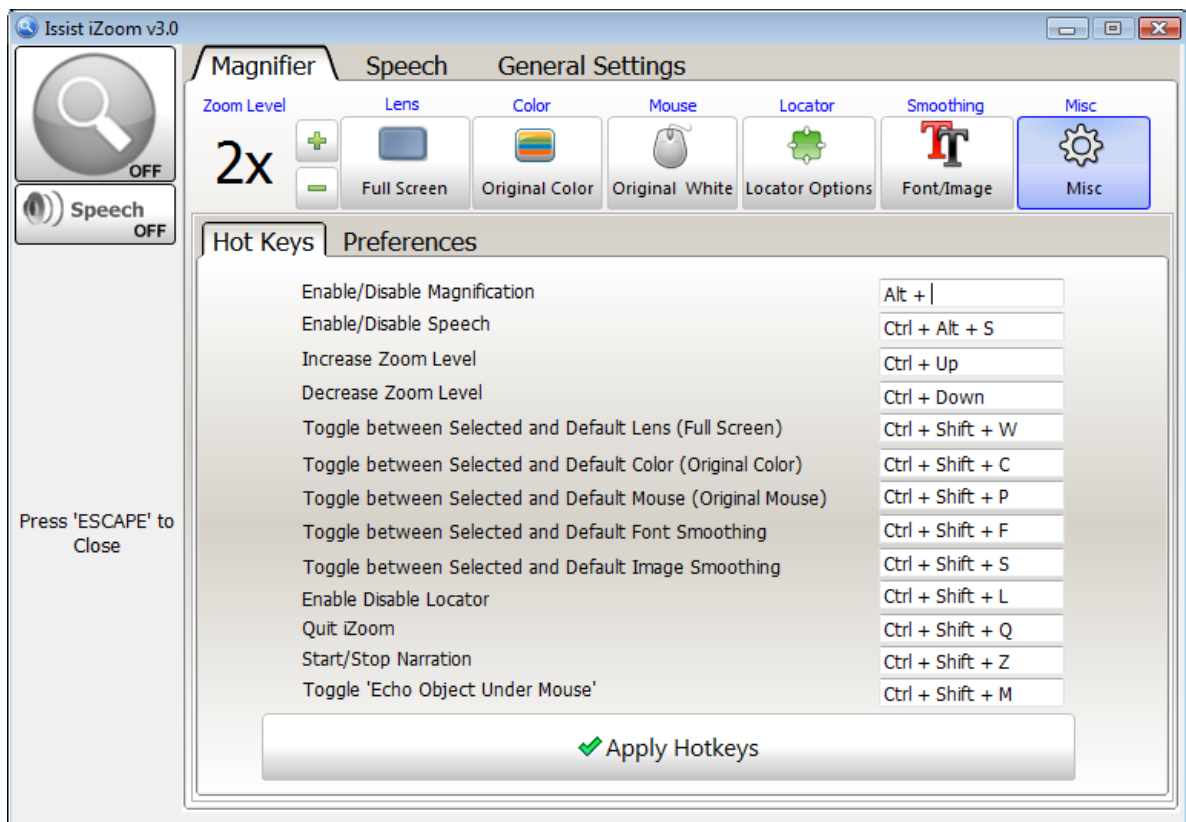 Issist iZoom v3.0
Magnifier Speech General Settings
OFF
Speech
OFF
Zoom Level Lens Color Mouse Locator Smoothing Misc
2x
Full Screen Original Color Original White Locator Options Font/Image Misc
Hot Keys Preferences
Enable/Disable Magnification Alt +
Enable/Disable Speech Ctrl + Alt + S
Increase Zoom Level Ctrl + Up
Decrease Zoom Level Ctrl + Down
Toggle between Selected and Default Lens (Full Screen) Ctrl + Shift + W
Toggle between Selected and Default Color (Original Color) Ctrl + Shift + C
Toggle between Selected and Default Mouse (Original Mouse) Ctrl + Shift + P
Toggle between Selected and Default Font Smoothing Ctrl + Shift + F
Toggle between Selected and Default Image Smoothing Ctrl + Shift + S
Enable Disable Locator Ctrl + Shift + L
Quit iZoom Ctrl + Shift + Q
Start/Stop Narration Ctrl + Shift + Z
Toggle 'Echo Object Under Mouse' Ctrl + Shift + M
Apply Hotkeys
Press 'ESCAPE' to
Close